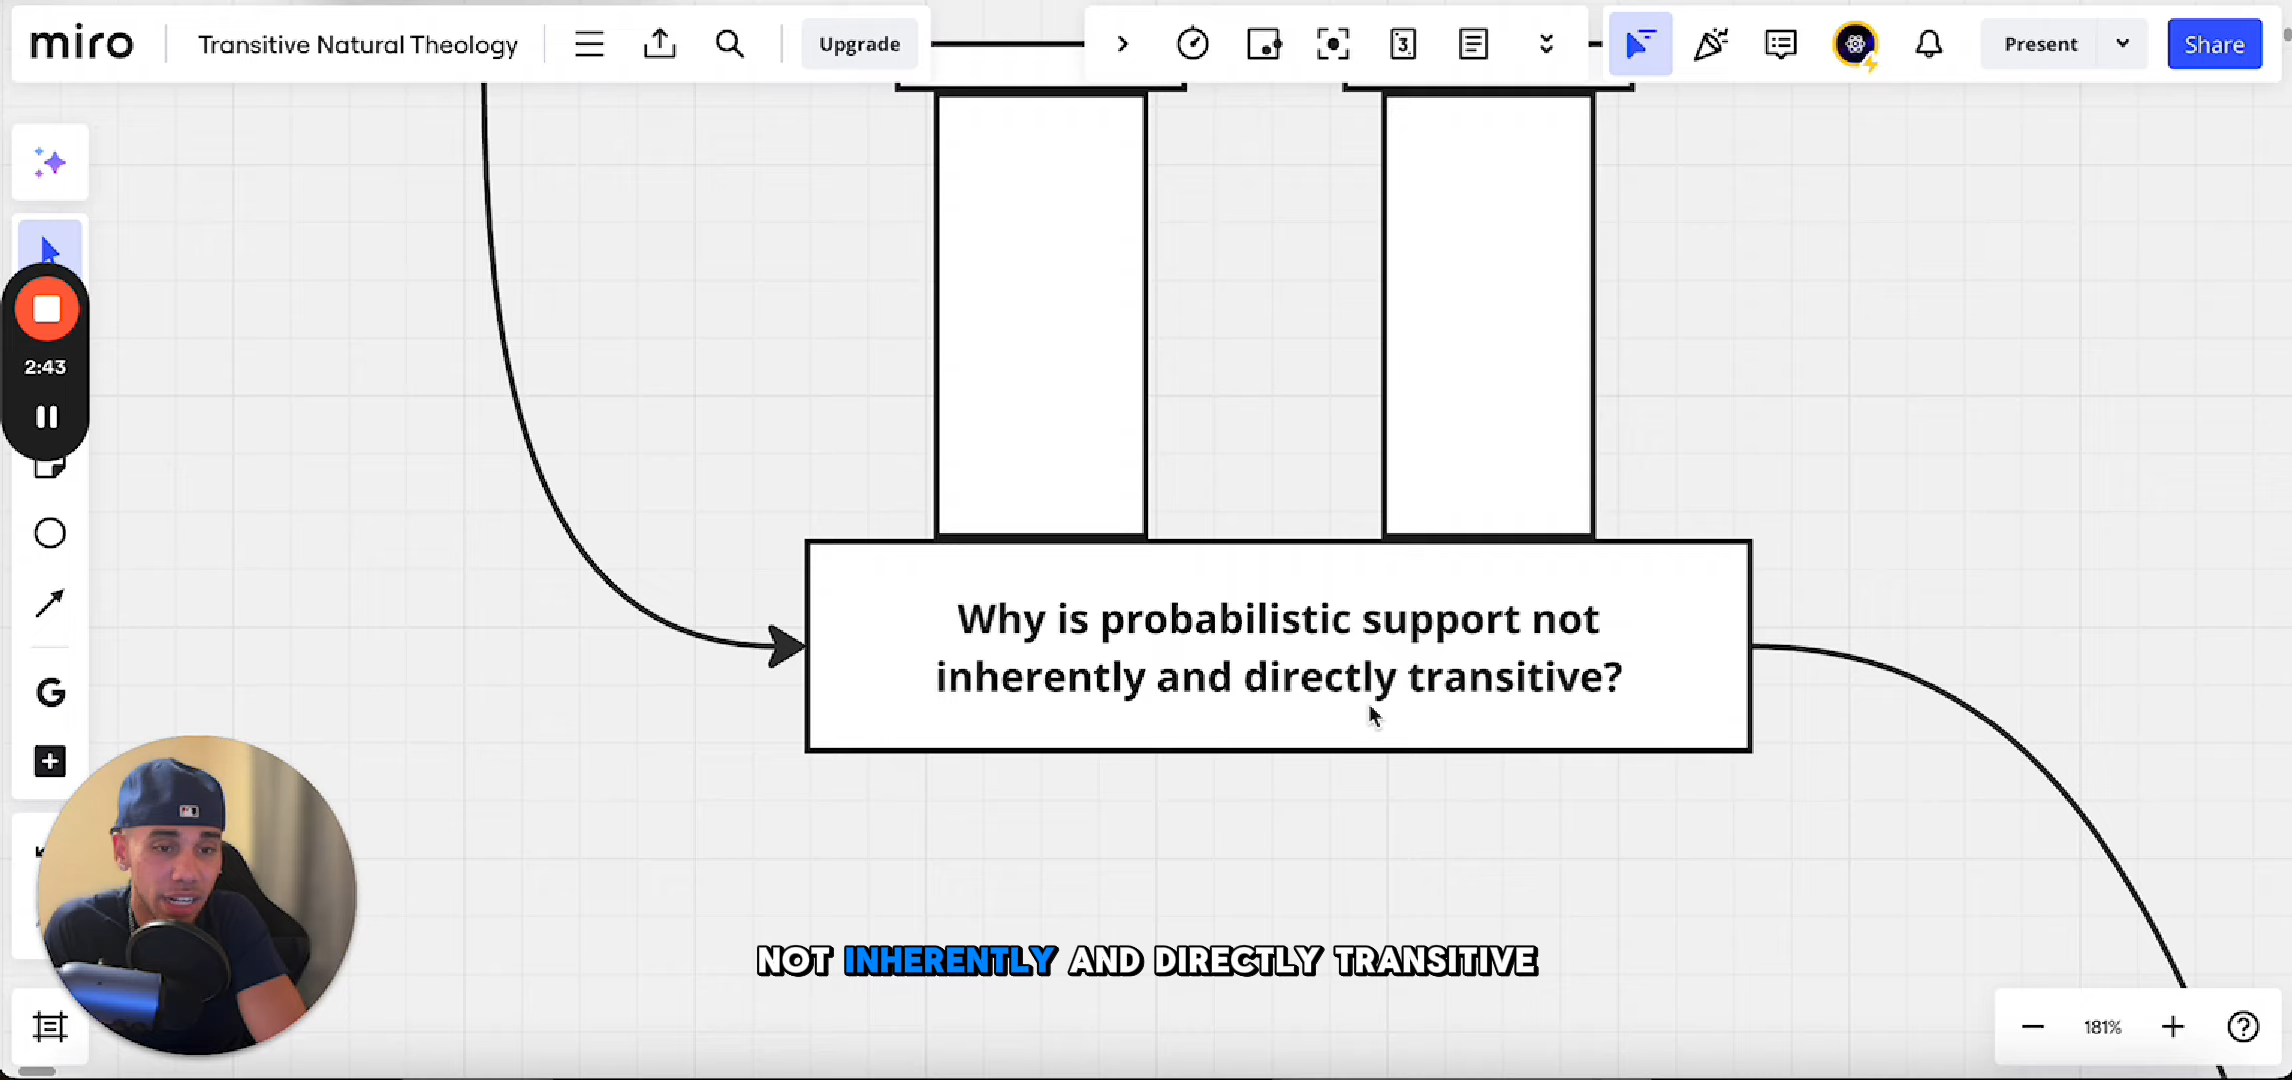 miro
Transitive Natural Theology
Upgrade
3
Present
Share
2:43
G
Why is probabilistic support not
inherently and directly transitive?
NOT INHERENTLY AND DIRECTLY TRANSITIVE
181%